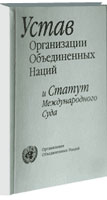 Устав
Организации
Объединенных
Наций
и Статут
Международного
Суда
Организация
Объединенных Наций